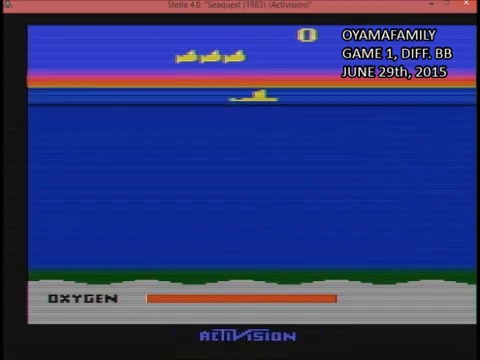 Stella 4.0: "Seaquest (1983) (Activision)"
0
OYAMAFAMILY
GAME 1, DIFF. BB
JUNE 29th, 2015
OXYGEN
ACTIVISION